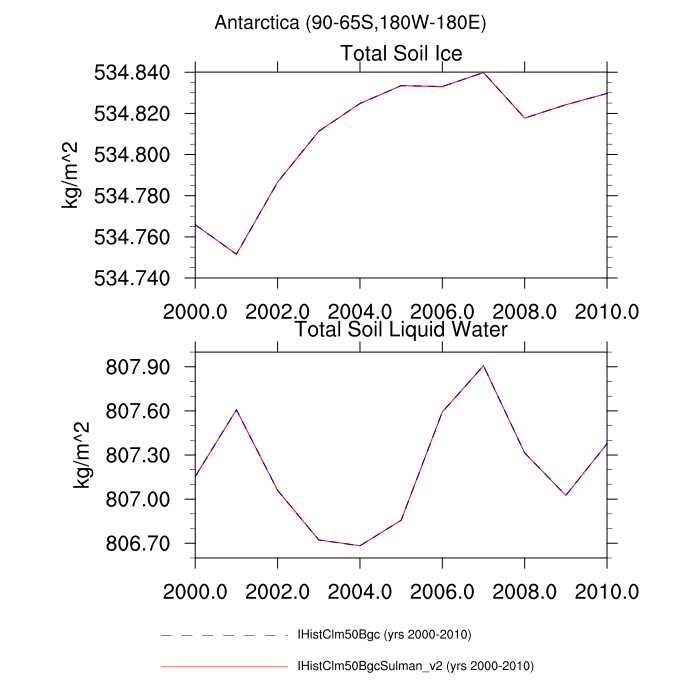 Antarctica (90-65S,180W-180E)
Total Soil Ice
534.840
534.820
534.800
534.780
534.760
534.740
kg/m^2
2000.0 2002.0 2004.0 2006.0 2008.0 2010.0
Total Soil Liquid Water
807.90
807.60
807.30
807.00
806.70
kg/m^2
2000.0 2002.0 2004.0 2006.0 2008.0 2010.0
IHistClm50Bgc (yrs 2000-2010)
IHistClm50BgcSulman_v2 (yrs 2000-2010)